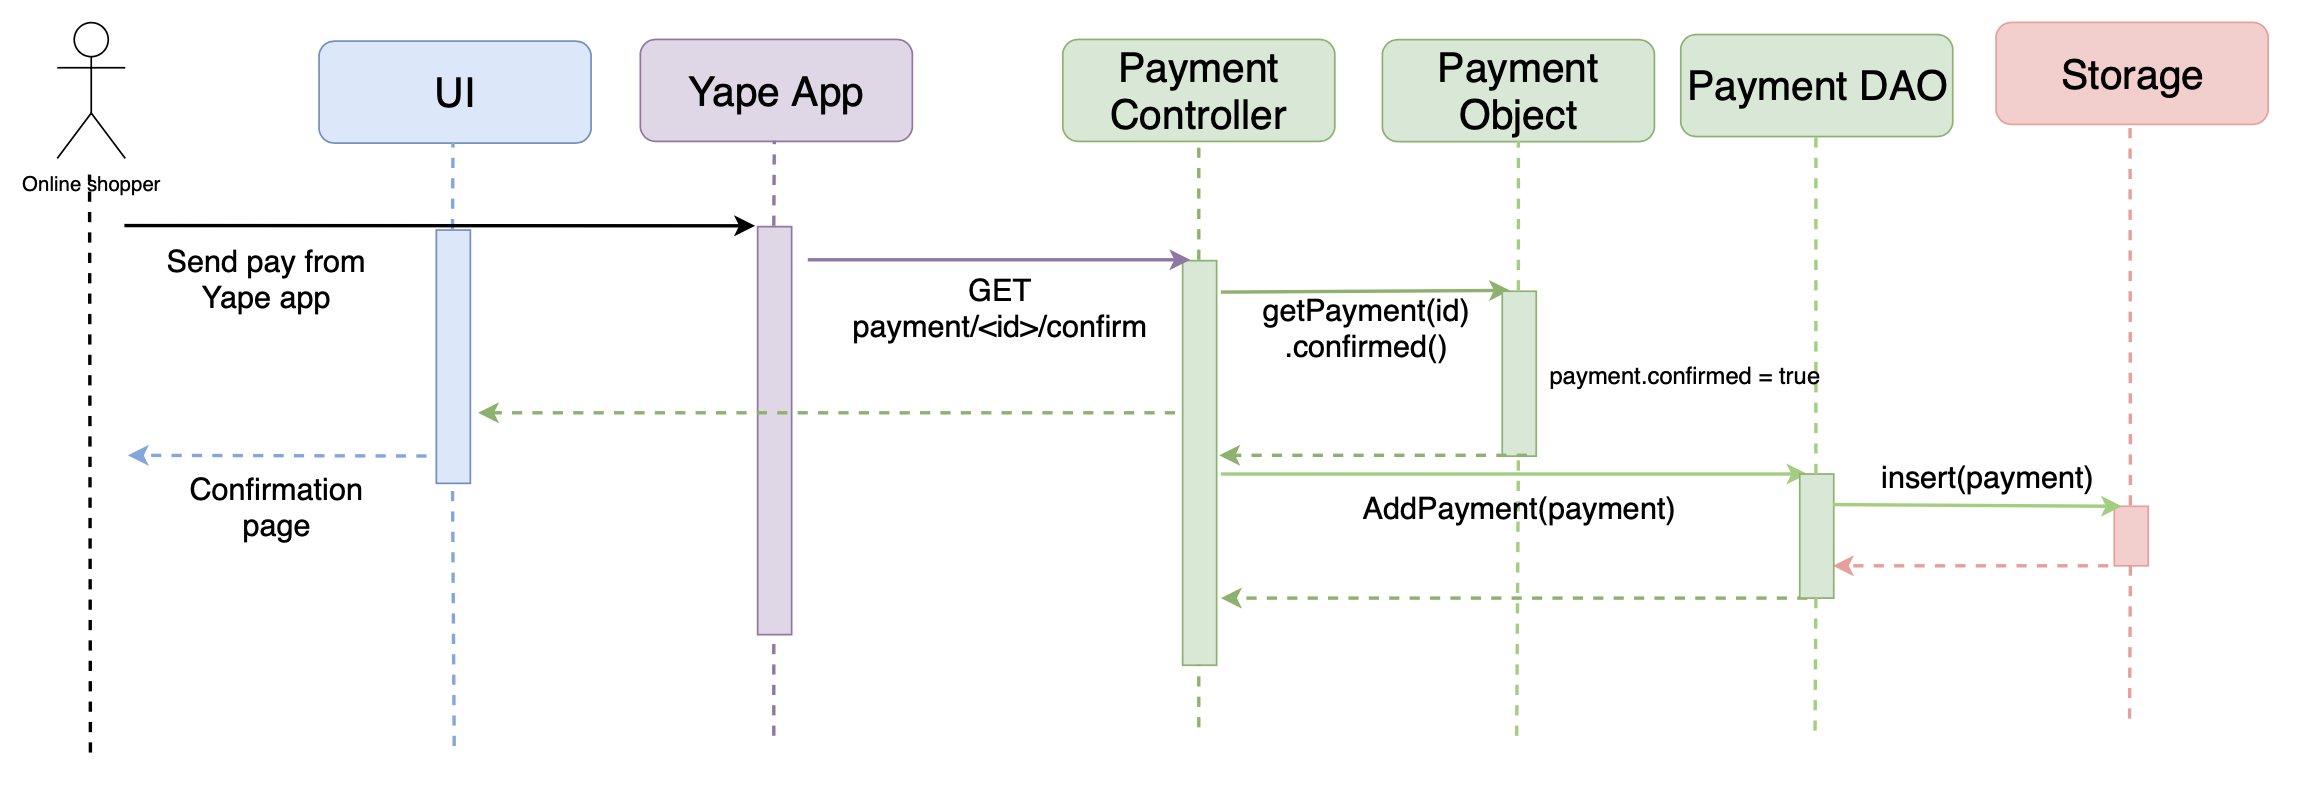 Online shopper
UI
Yape App
Payment
Controller
Payment
Object
Payment DAO
Storage
Send pay from
Yape app
GET
payment/<id>/confirm
getPayment(id)
.confirmed()
payment.confirmed = true
Confirmation
page
AddPayment(payment)
insert(payment)